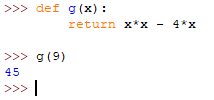 >>> def g(x):
        return x*x - 4*x

>>> g(9)
45
>>>